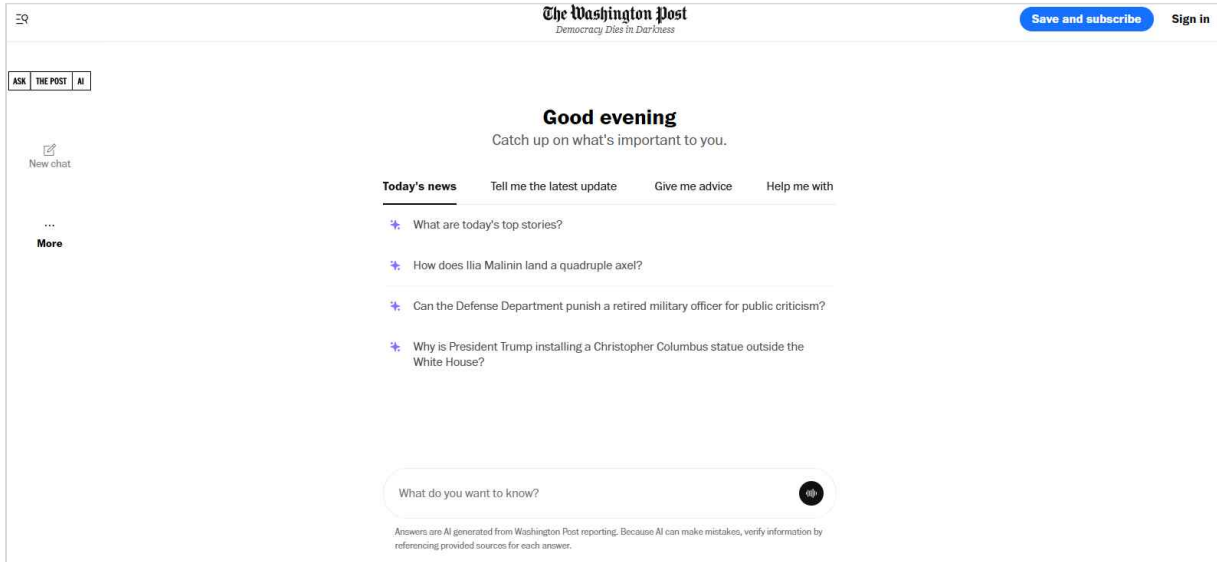 The Washington Post
Democracy Dies in Darkness
Save and subscribe
Sign in
ASK THE POST AI
New chat
...
More
Good evening
Catch up on what's important to you.
Today's news Tell me the latest update Give me advice Help me with
What are today's top stories?
How does Ilia Malinin land a quadruple axel?
Can the Defense Department punish a retired military officer for public criticism?
Why is President Trump installing a Christopher Columbus statue outside the
White House?
What do you want to know?
Answers are AI generated from Washington Post reporting. Because AI can make mistakes, verify information by
referencing provided sources for each answer.